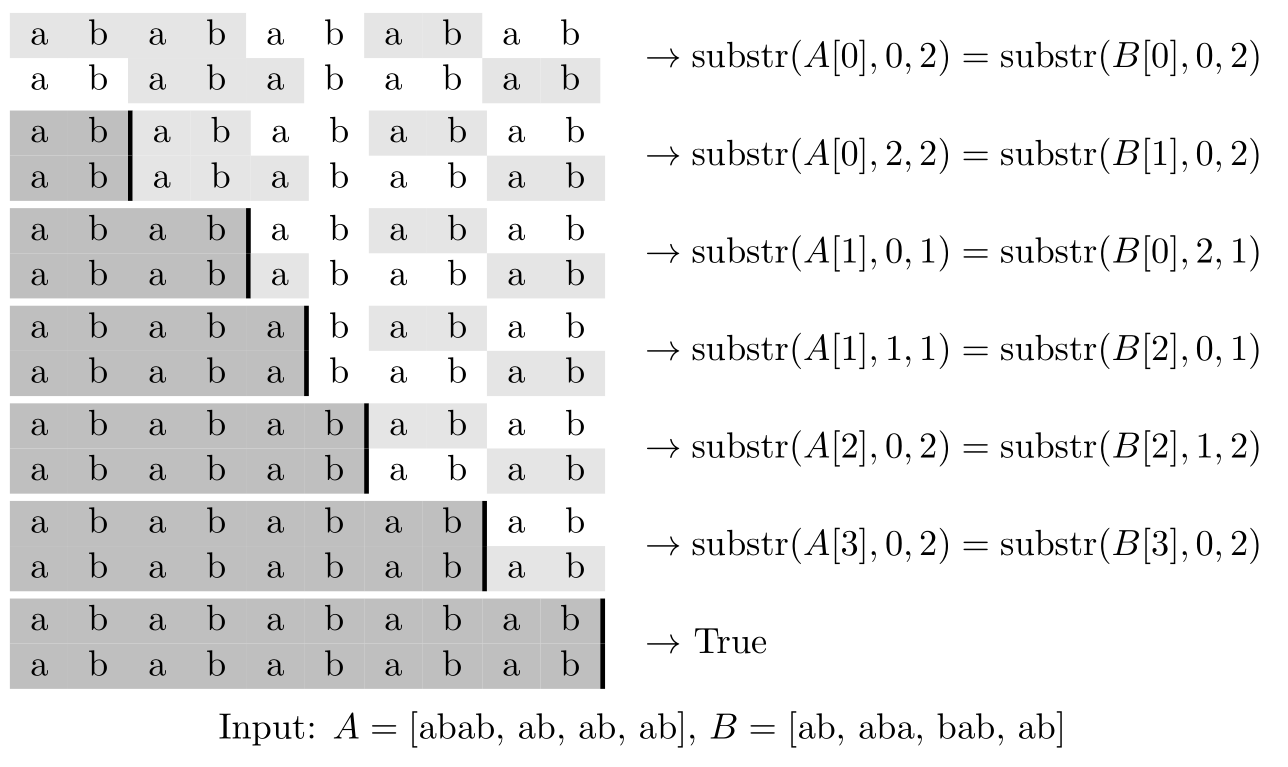 a b a b a b a b a b
a b a b a b a b a b
→ substr(A[0], 0, 2) = substr(B[0], 0, 2)
a b a b a b a b a b
a b a b a b a b a b
→ substr(A[0], 2, 2) = substr(B[1], 0, 2)
a b a b a b a b a b
a b a b a b a b a b
→ substr(A[1], 0, 1) = substr(B[0], 2, 1)
a b a b a b a b a b
a b a b a b a b a b
→ substr(A[1], 1, 1) = substr(B[2], 0, 1)
a b a b a b a b a b
a b a b a b a b a b
→ substr(A[2], 0, 2) = substr(B[2], 1, 2)
a b a b a b a b a b
a b a b a b a b a b
→ substr(A[3], 0, 2) = substr(B[3], 0, 2)
a b a b a b a b a b
a b a b a b a b a b
→ True
Input: A = [abab, ab, ab, ab], B = [ab, aba, bab, ab]